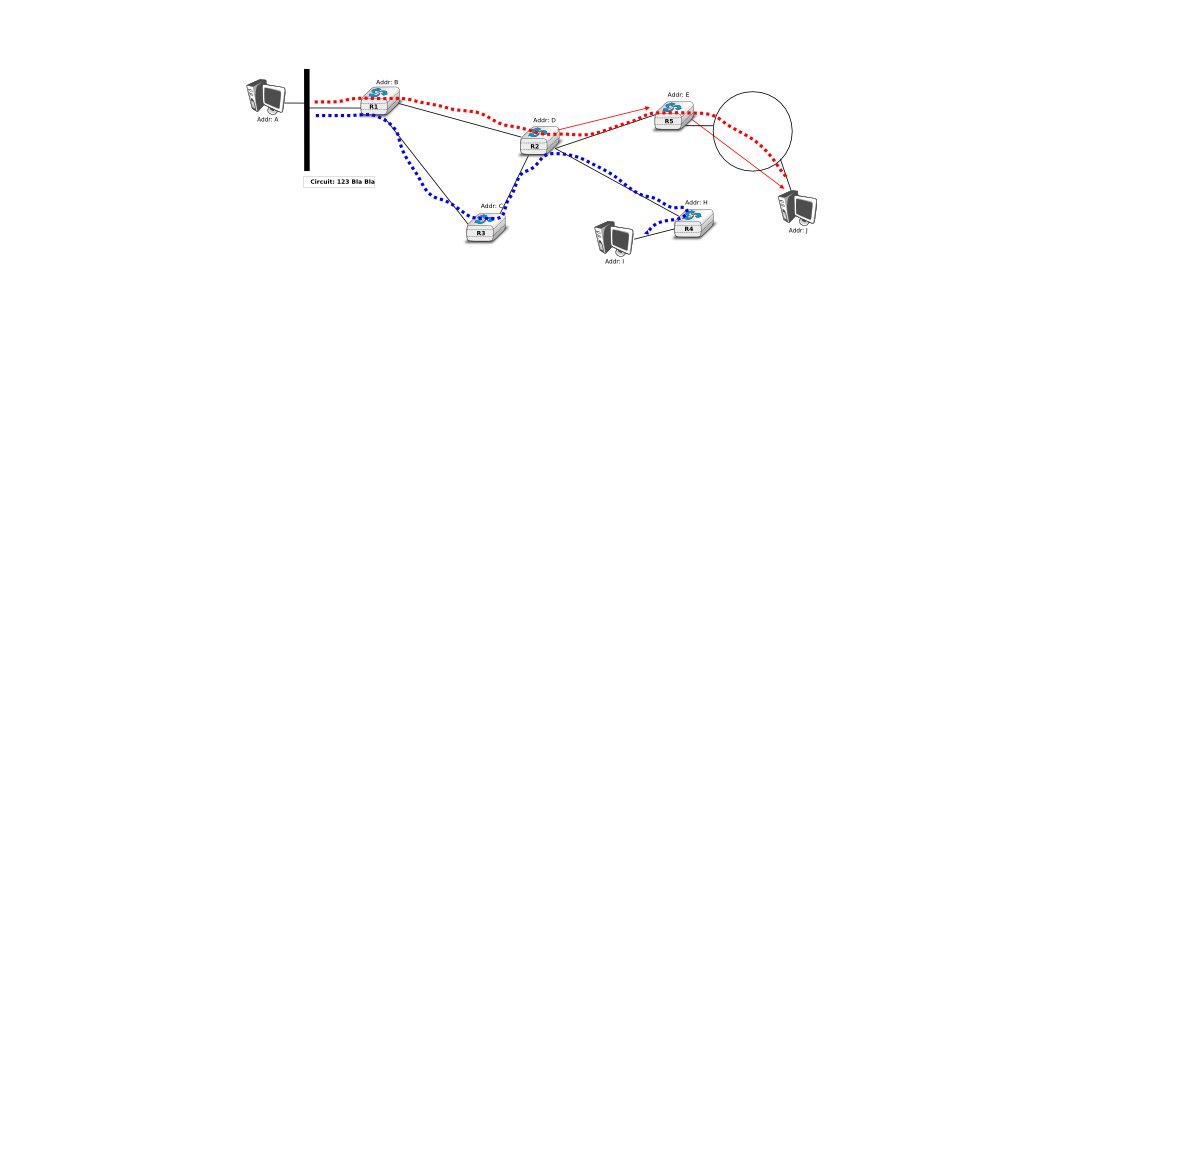 Addr: B
R1
Addr: A
Addr: E
R5
Addr: D
R2
Circuit: 123 Bla Bla
Addr: C
R3
Addr: H
R4
Addr: J
Addr: I